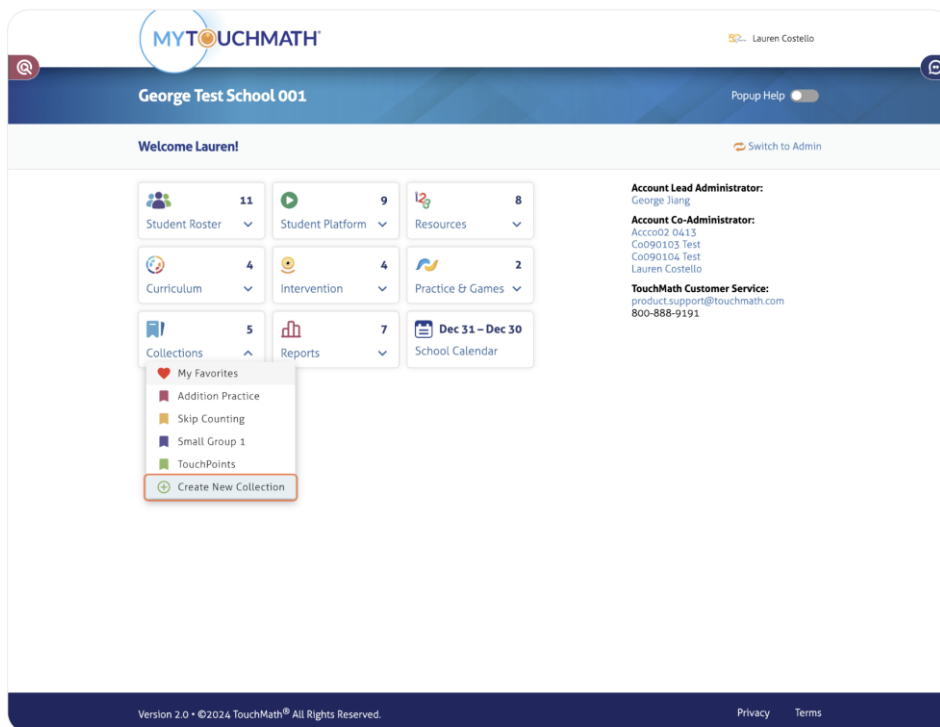 MYTOUCHMATH®
Lauren Costello
George Test School 001
Popup Help
Welcome Lauren!
Switch to Admin
11
Student Roster
9
Student Platform
8
Resources
4
Curriculum
4
Intervention
2
Practice & Games
5
Collections
7
Reports
Dec 31 – Dec 30
School Calendar
My Favorites
Addition Practice
Skip Counting
Small Group 1
TouchPoints
Create New Collection
Account Lead Administrator:
George Jiang
Account Co-Administrator:
Accco02 0413
Co090103 Test
Co090104 Test
Lauren Costello
TouchMath Customer Service:
product.support@touchmath.com
800-888-9191
Version 2.0 • ©2024 TouchMath® All Rights Reserved.
Privacy
Terms